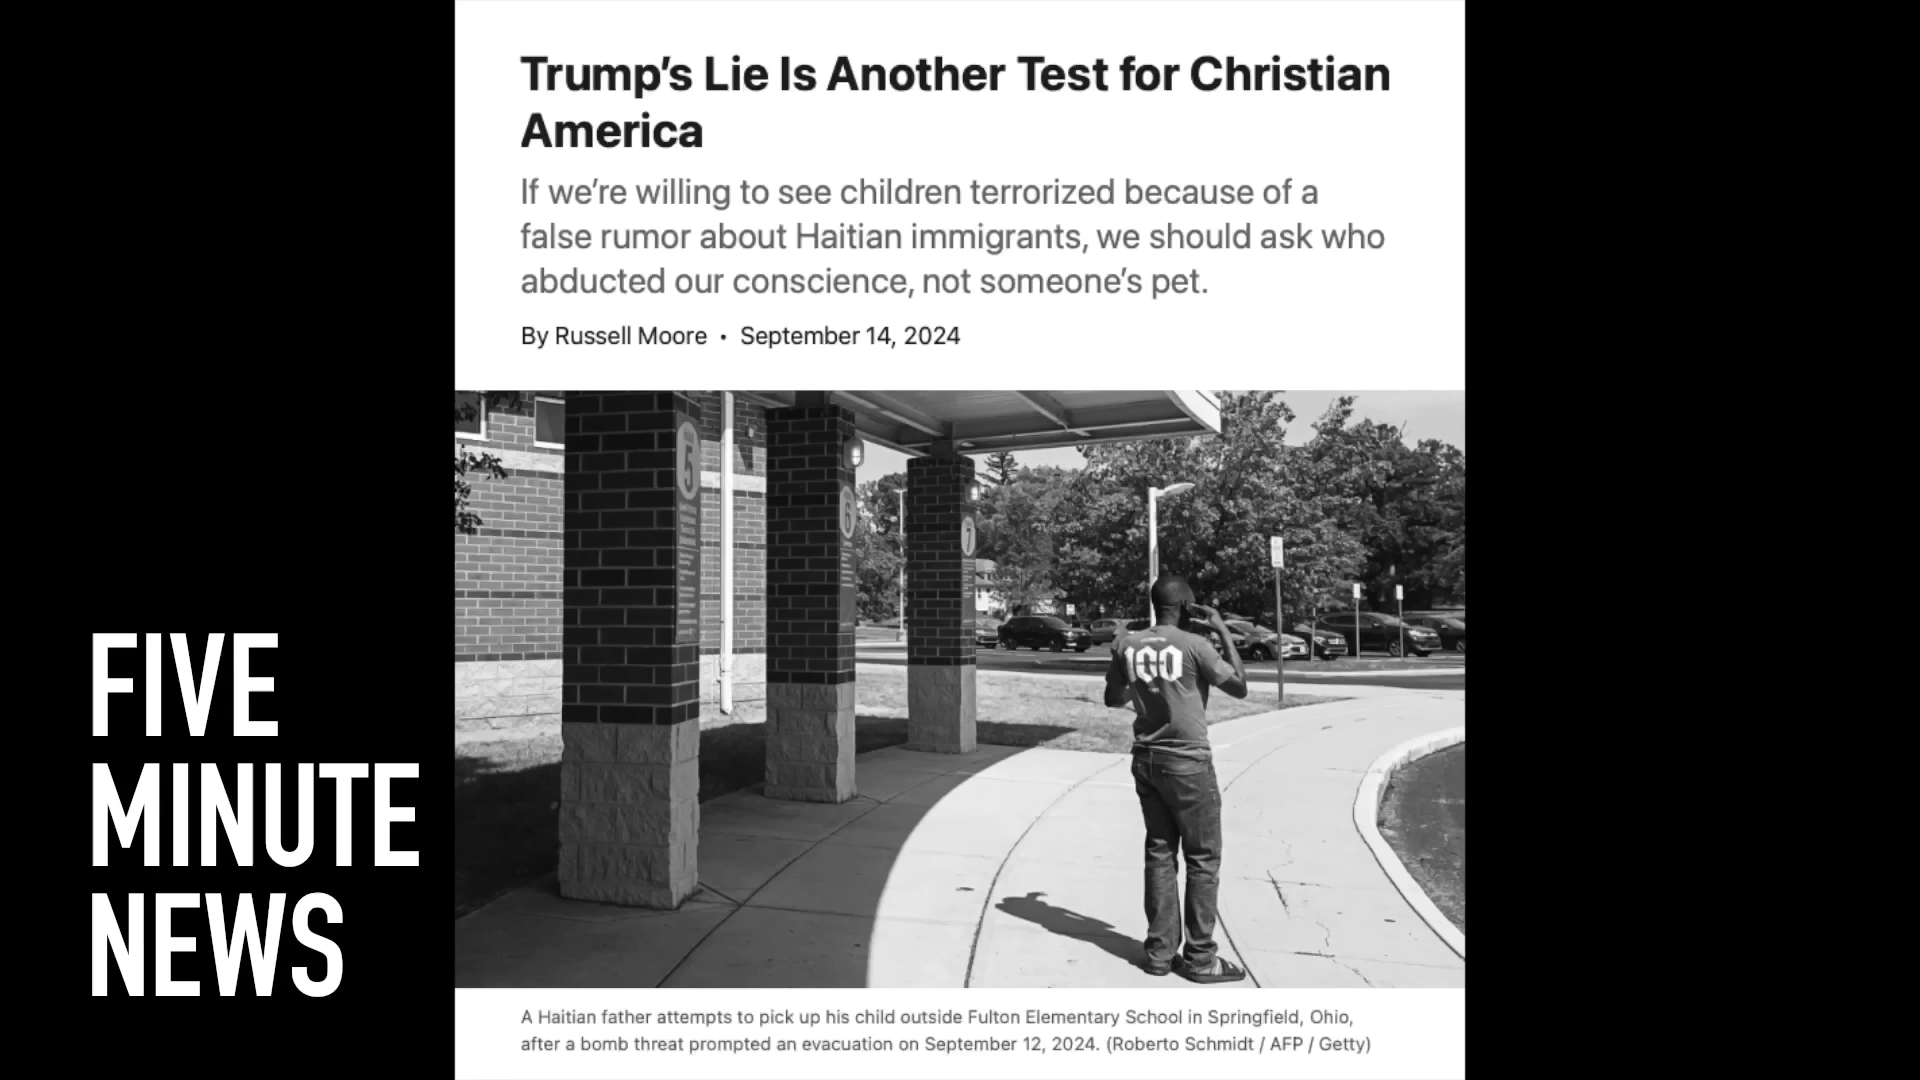 Trump’s Lie Is Another Test for Christian
America
If we’re willing to see children terrorized because of a
false rumor about Haitian immigrants, we should ask who
abducted our conscience, not someone’s pet.
By Russell Moore • September 14, 2024
5
6
7
100
FIVE
MINUTE
NEWS
A Haitian father attempts to pick up his child outside Fulton Elementary School in Springfield, Ohio,
after a bomb threat prompted an evacuation on September 12, 2024. (Roberto Schmidt / AFP / Getty)